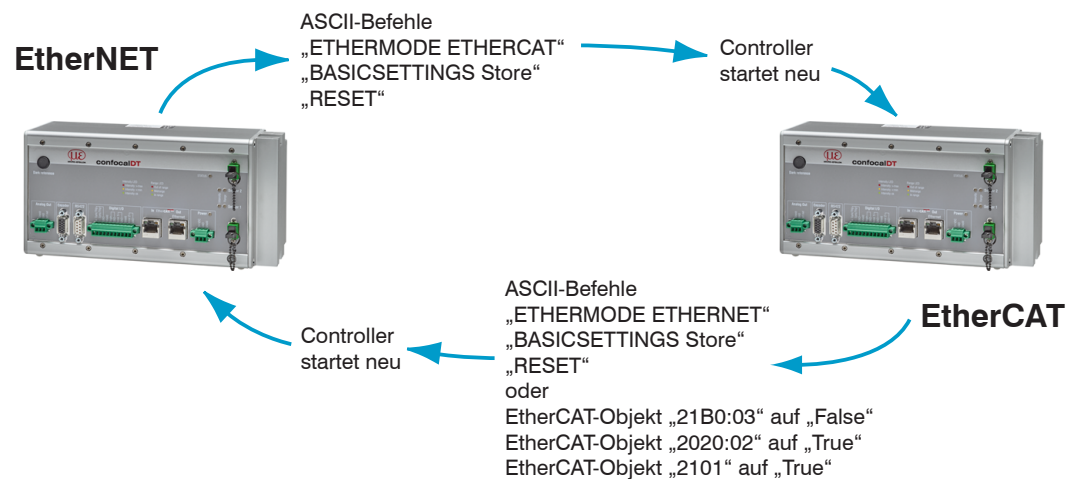 EtherNET
ASCII-Befehle
„ETHERMODE ETHERCAT“
„BASICSETTINGS Store“
„RESET“
Controller
startet neu
confocalDT
confocalDT
EtherCAT
ASCII-Befehle
„ETHERMODE ETHERNET“
„BASICSETTINGS Store“
„RESET“
oder
EtherCAT-Objekt „21B0:03“ auf „False“
EtherCAT-Objekt „2020:02“ auf „True“
EtherCAT-Objekt „2101“ auf „True“
Controller
startet neu